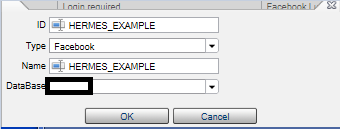 Login required
Facebook
ID HERMES_EXAMPLE
Type Facebook
Name HERMES_EXAMPLE
DataBase
OK Cancel